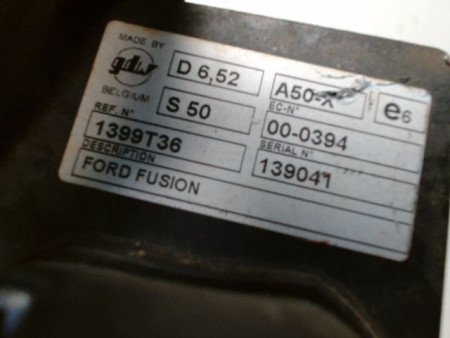 MADE BY
gdw
BELGIUM
D 6,52
A50-X
e6
S 50
EC-N°
00-0394
REF. N°
1399T36
SERIAL N°
139041
DESCRIPTION
FORD FUSION